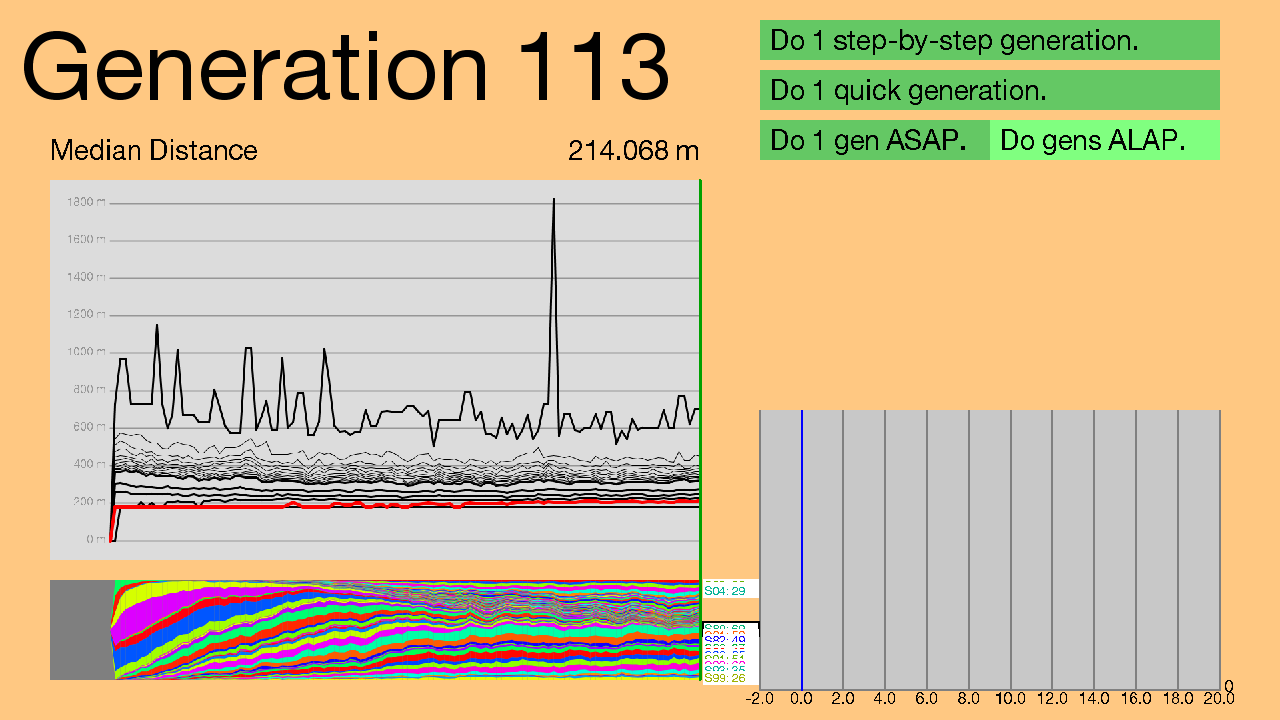 Generation 113
Do 1 step-by-step generation.
Do 1 quick generation.
Do 1 gen ASAP. Do gens ALAP.
Median Distance 214.068 m
1800 m
1600 m
1400 m
1200 m
1000 m
800 m
600 m
400 m
200 m
0 m
S04: 29
S82: 49
S99: 26
0
-2.0 0.0 2.0 4.0 6.0 8.0 10.0 12.0 14.0 16.0 18.0 20.0